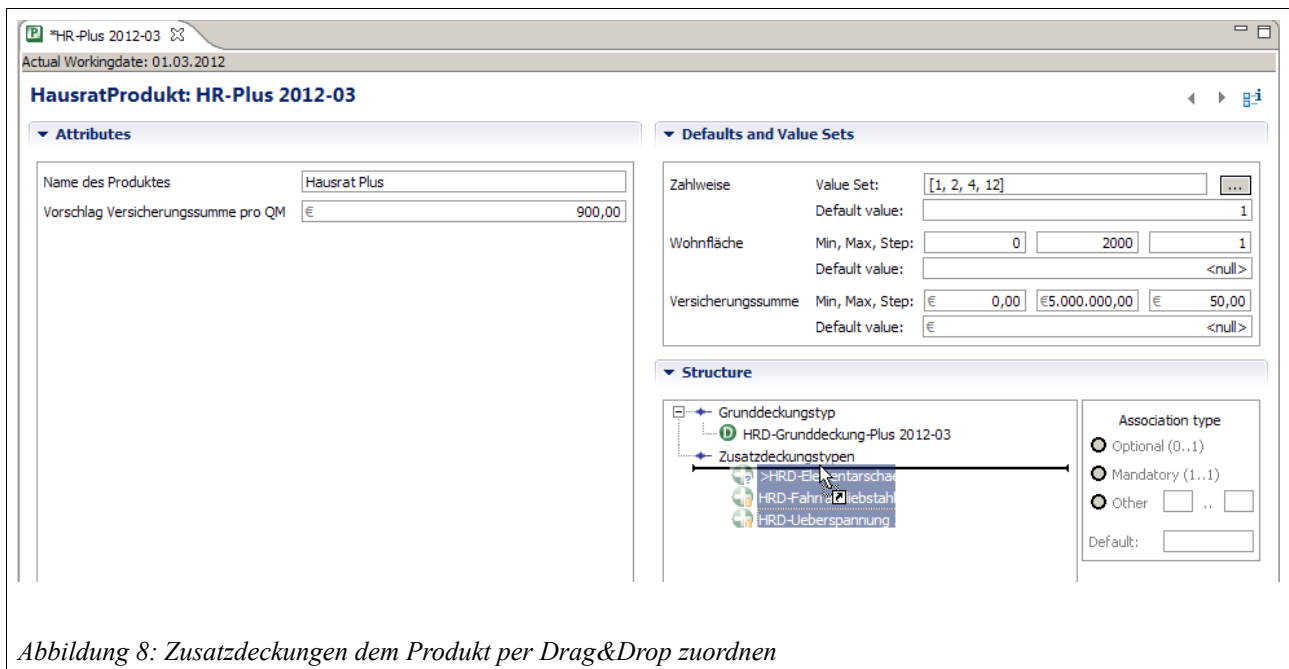 *HR-Plus 2012-03
Actual Workingdate: 01.03.2012
HausratProdukt: HR-Plus 2012-03
Attributes
Name des Produktes Hausrat Plus
Vorschlag Versicherungssumme pro QM € 900,00
Defaults and Value Sets
Zahlweise Value Set: [1, 2, 4, 12] ...
Default value: 1
Wohnfläche Min, Max, Step: 0 2000 1
Default value: <null>
Versicherungssumme Min, Max, Step: € 0,00 €5.000.000,00 € 50,00
Default value: € <null>
Structure
Grunddeckungstyp
HRD-Grunddeckung-Plus 2012-03
Zusatzdeckungstypen
>HRD-Elementarschae
HRD-Fahrraddiebstahl
HRD-Ueberspannung
Association type
Optional (0..1)
Mandatory (1..1)
Other ..
Default:
Abbildung 8: Zusatzdeckungen dem Produkt per Drag&Drop zuordnen